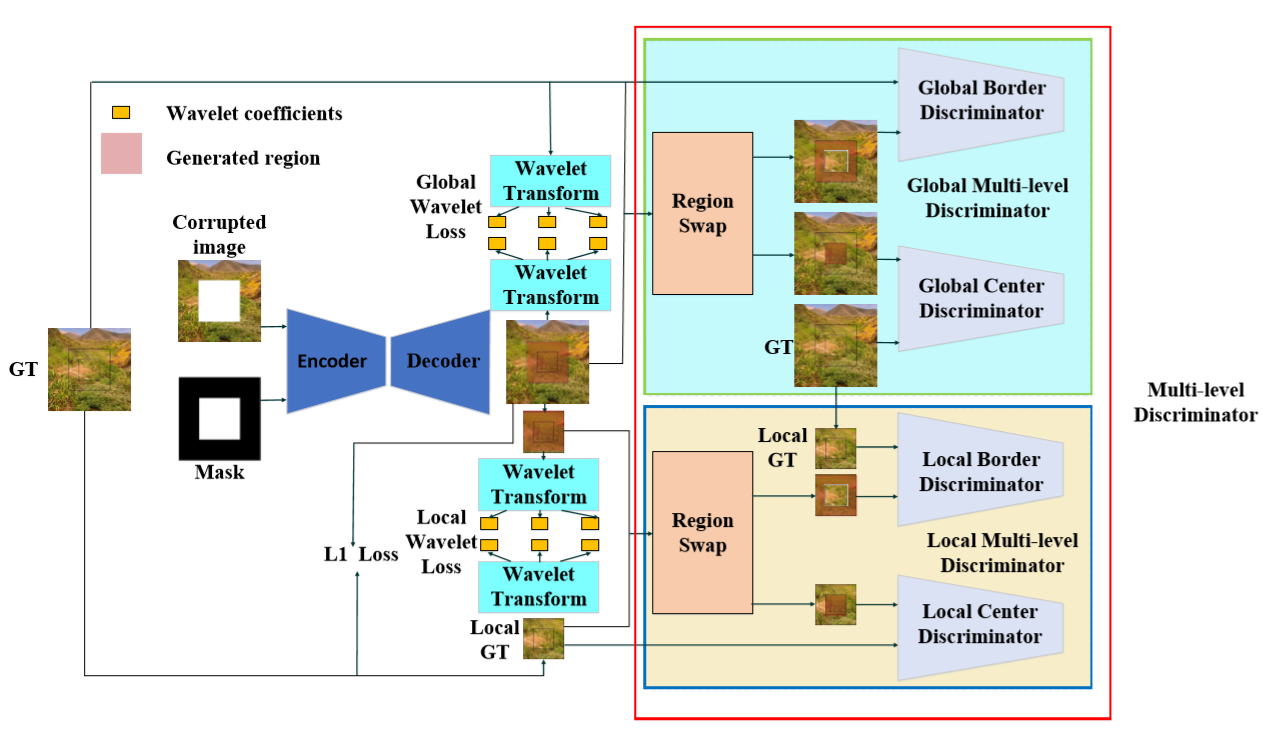 Wavelet coefficients
Generated region
Corrupted
image
GT
Mask
Encoder
Decoder
Global
Wavelet
Loss
Wavelet
Transform
Wavelet
Transform
L1 Loss
Local
Wavelet
Loss
Wavelet
Transform
Wavelet
Transform
Local
GT
Region
Swap
Global Border
Discriminator
Global Multi-level
Discriminator
Global Center
Discriminator
GT
Region
Swap
Local
GT
Local Border
Discriminator
Local Multi-level
Discriminator
Local Center
Discriminator
Multi-level
Discriminator